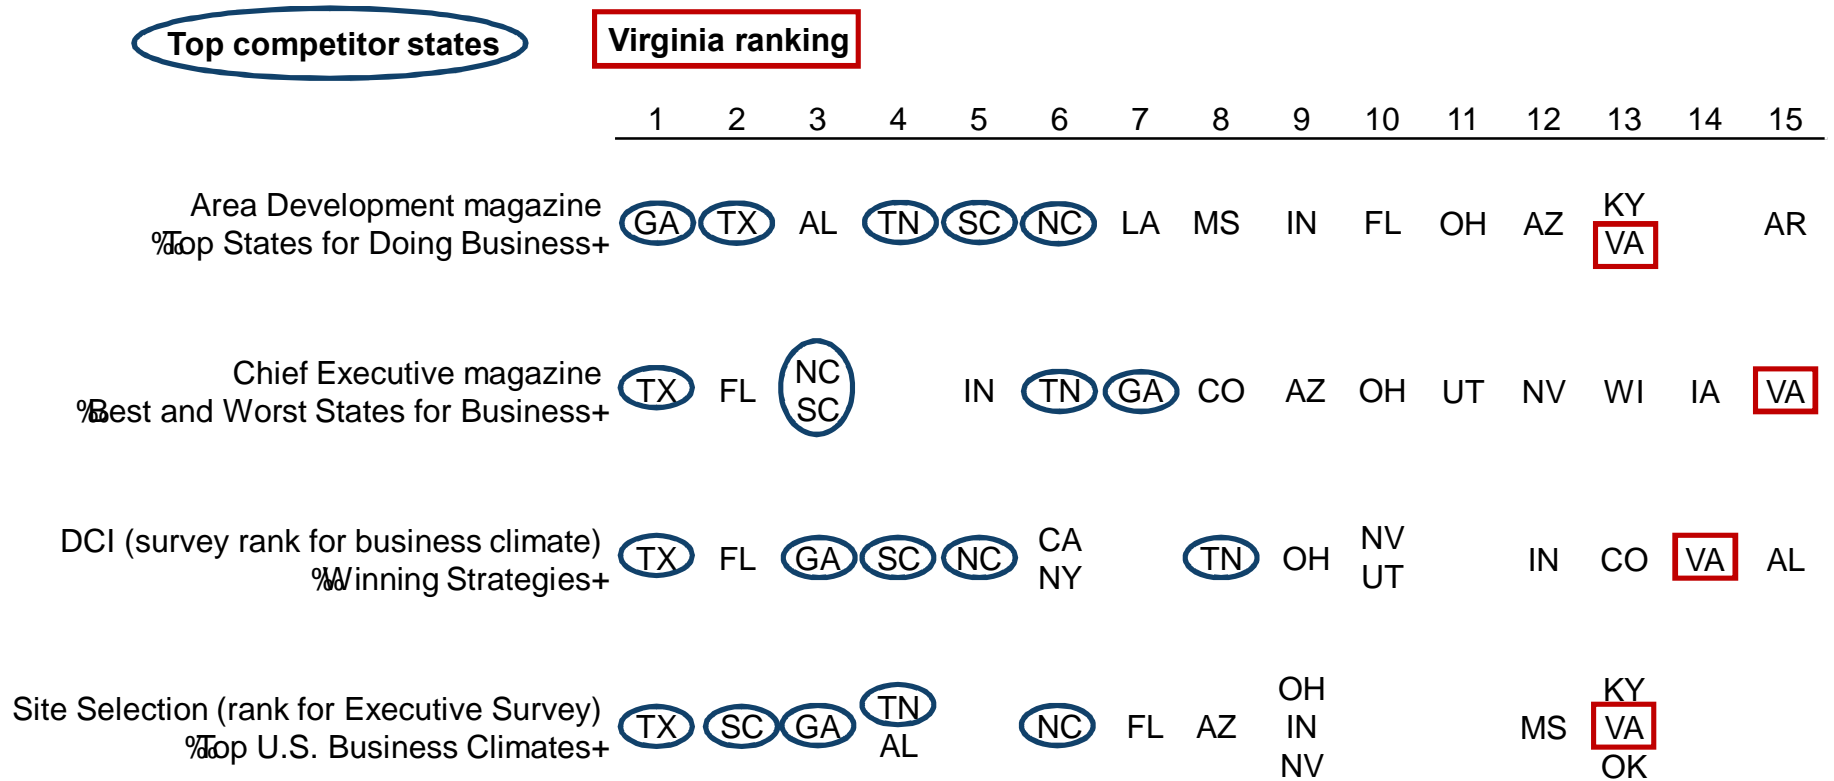 Top competitor states
Virginia ranking
1 2 3 4 5 6 7 8 9 10 11 12 13 14 15
Area Development magazine
‰Top States for Doing Business+
GA TX AL TN SC NC LA MS IN FL OH AZ KY VA AR
Chief Executive magazine
‰Best and Worst States for Business+
TX FL NC SC IN TN GA CO AZ OH UT NV WI IA VA
DCI (survey rank for business climate)
‰Winning Strategies+
TX FL GA SC NC CA NY TN OH NV UT IN CO VA AL
Site Selection (rank for Executive Survey)
‰Top U.S. Business Climates+
TX SC GA TN AL NC FL AZ OH IN NV MS KY VA OK